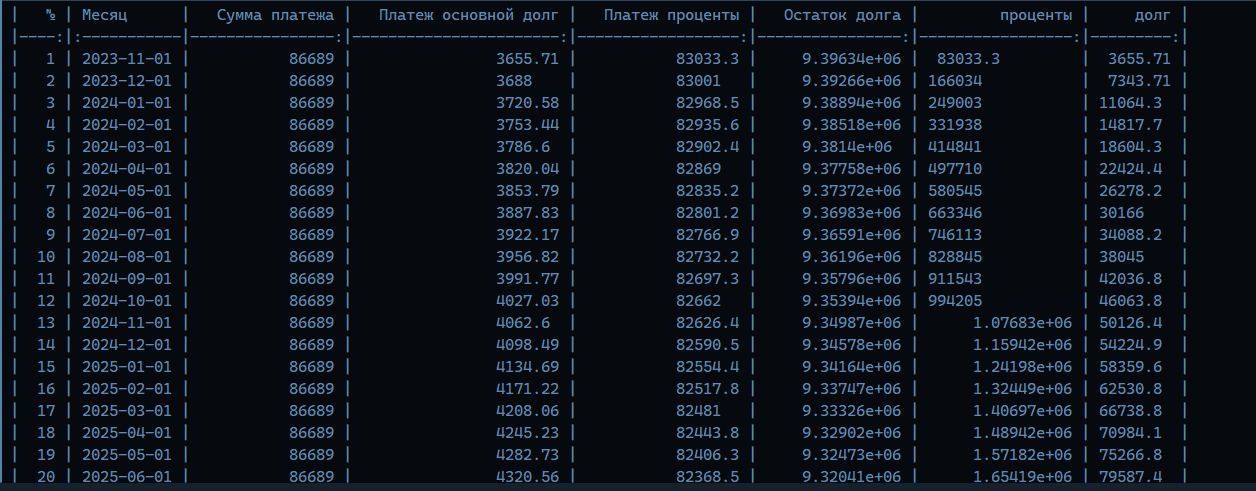 | № | Месяц | Сумма платежа | Платеж основной долг | Платеж проценты | Остаток долга | проценты | долг |
|----:|:-----------|----------------:|-----------------------:|------------------:|----------------:|-----------------:|---------:|
| 1 | 2023-11-01 | 86689 | 3655.71 | 83033.3 | 9.39634e+06 | 83033.3 | 3655.71 |
| 2 | 2023-12-01 | 86689 | 3688 | 83001 | 9.39266e+06 | 166034 | 7343.71 |
| 3 | 2024-01-01 | 86689 | 3720.58 | 82968.5 | 9.38894e+06 | 249003 | 11064.3 |
| 4 | 2024-02-01 | 86689 | 3753.44 | 82935.6 | 9.38518e+06 | 331938 | 14817.7 |
| 5 | 2024-03-01 | 86689 | 3786.6 | 82902.4 | 9.3814e+06 | 414841 | 18604.3 |
| 6 | 2024-04-01 | 86689 | 3820.04 | 82869 | 9.37758e+06 | 497710 | 22424.4 |
| 7 | 2024-05-01 | 86689 | 3853.79 | 82835.2 | 9.37372e+06 | 580545 | 26278.2 |
| 8 | 2024-06-01 | 86689 | 3887.83 | 82801.2 | 9.36983e+06 | 663346 | 30166 |
| 9 | 2024-07-01 | 86689 | 3922.17 | 82766.9 | 9.36591e+06 | 746113 | 34088.2 |
| 10 | 2024-08-01 | 86689 | 3956.82 | 82732.2 | 9.36196e+06 | 828845 | 38045 |
| 11 | 2024-09-01 | 86689 | 3991.77 | 82697.3 | 9.35796e+06 | 911543 | 42036.8 |
| 12 | 2024-10-01 | 86689 | 4027.03 | 82662 | 9.35394e+06 | 994205 | 46063.8 |
| 13 | 2024-11-01 | 86689 | 4062.6 | 82626.4 | 9.34987e+06 | 1.07683e+06 | 50126.4 |
| 14 | 2024-12-01 | 86689 | 4098.49 | 82590.5 | 9.34578e+06 | 1.15942e+06 | 54224.9 |
| 15 | 2025-01-01 | 86689 | 4134.69 | 82554.4 | 9.34164e+06 | 1.24198e+06 | 58359.6 |
| 16 | 2025-02-01 | 86689 | 4171.22 | 82517.8 | 9.33747e+06 | 1.32449e+06 | 62530.8 |
| 17 | 2025-03-01 | 86689 | 4208.06 | 82481 | 9.33326e+06 | 1.40697e+06 | 66738.8 |
| 18 | 2025-04-01 | 86689 | 4245.23 | 82443.8 | 9.32902e+06 | 1.48942e+06 | 70984.1 |
| 19 | 2025-05-01 | 86689 | 4282.73 | 82406.3 | 9.32473e+06 | 1.57182e+06 | 75266.8 |
| 20 | 2025-06-01 | 86689 | 4320.56 | 82368.5 | 9.32041e+06 | 1.65419e+06 | 79587.4 |